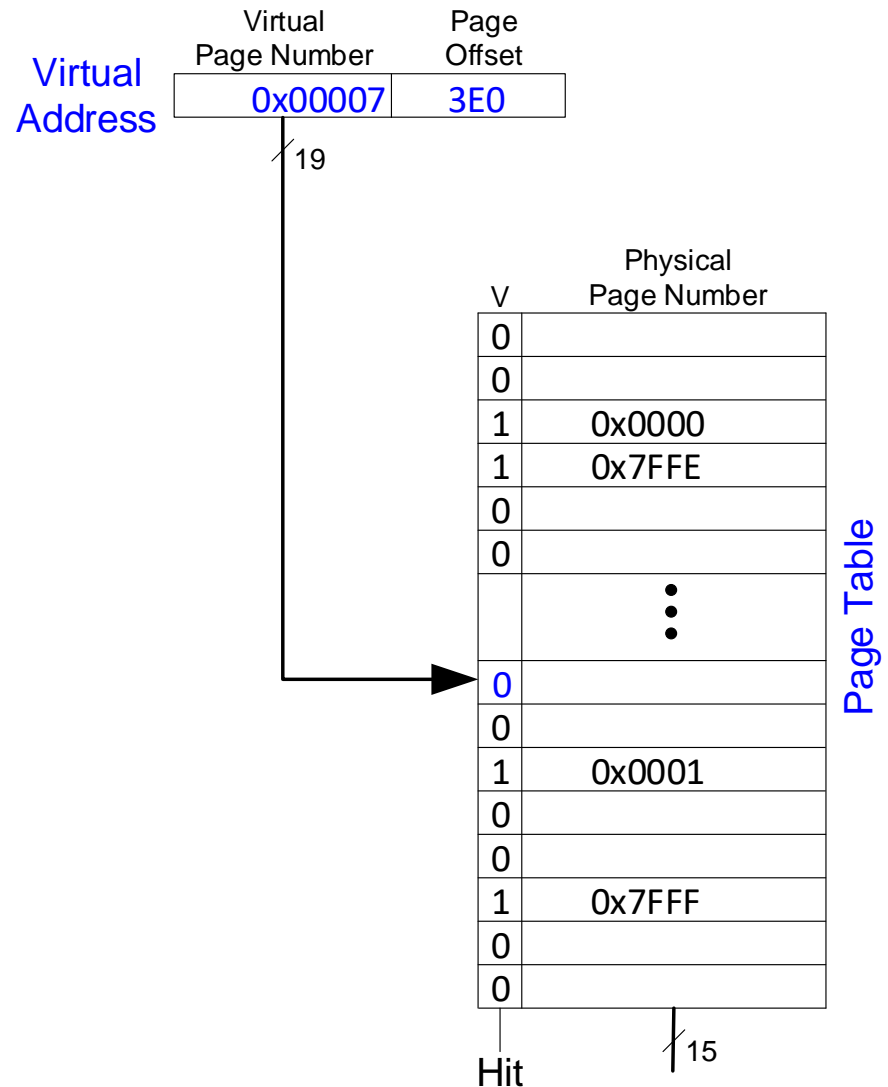 Virtual
Page Number
Page
Offset
Virtual
Address
0x00007
3E0
19
Physical
Page Number
V
0
0
1 0x0000
1 0x7FFE
0
0
0
0
1 0x0001
0
0
1 0x7FFF
0
0
Page Table
Hit
15